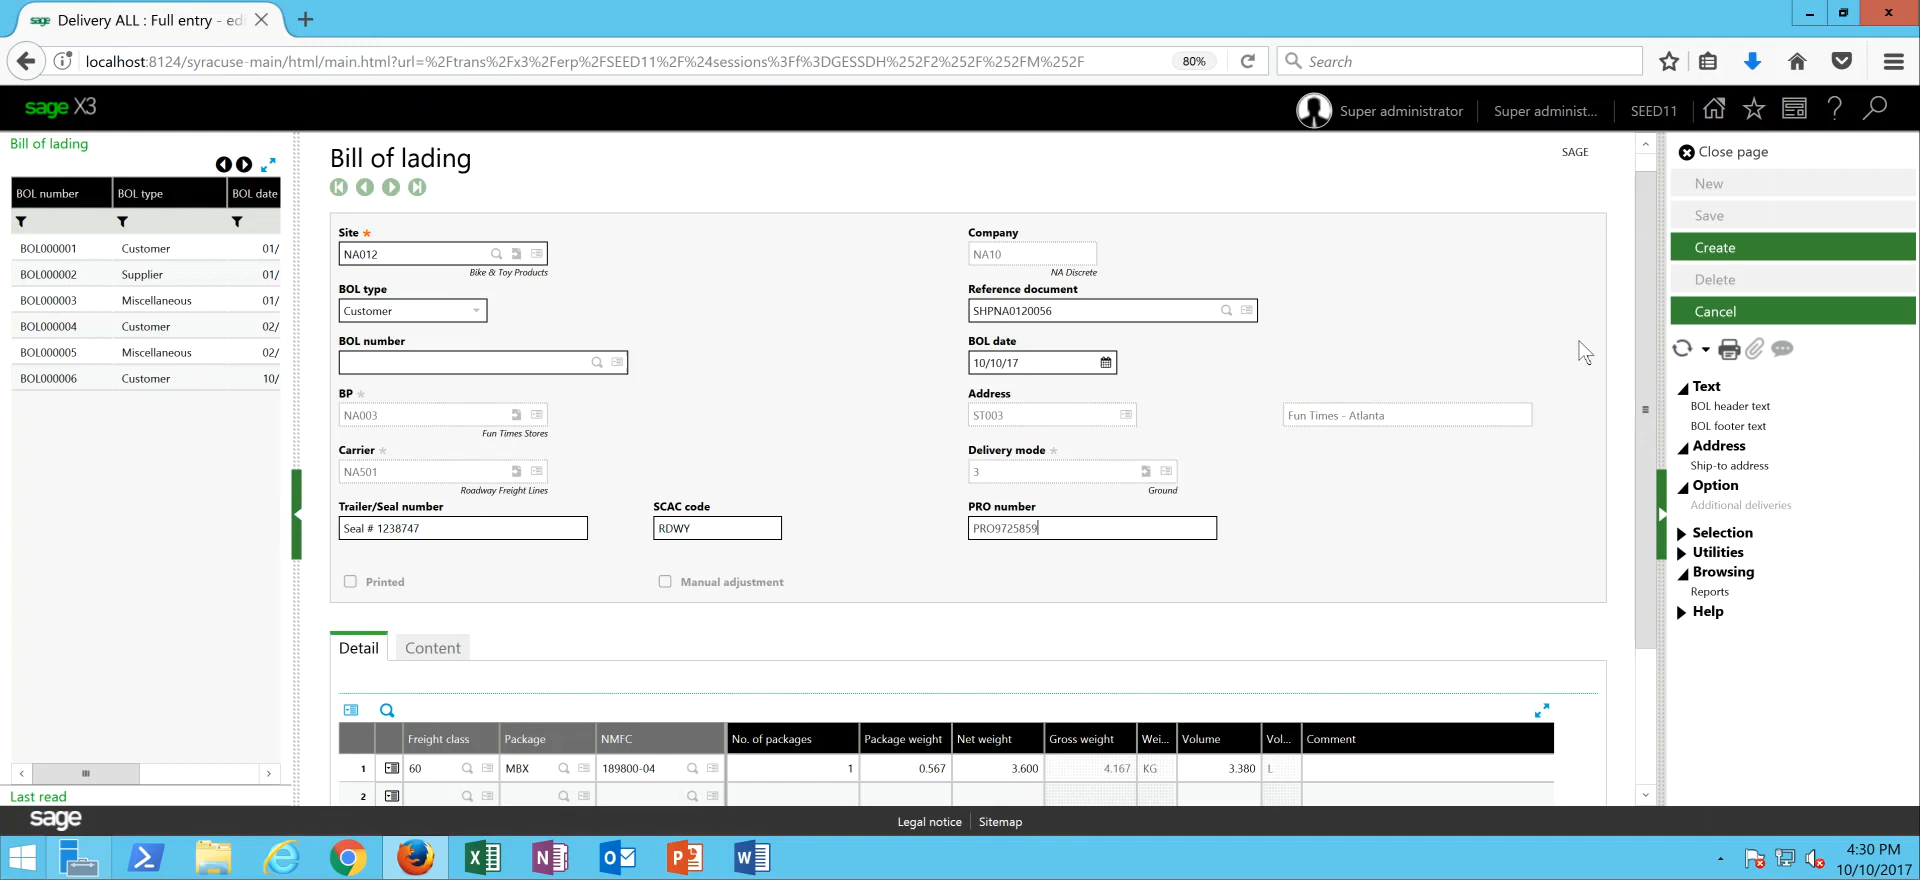 sage Delivery ALL : Full entry - edi
localhost:8124/syracuse-main/html/main.html?url=%2Ftrans%2Fx3%2Ferp%2FSEED11%2F%24sessions%3Ff%3DGESSDH%252F2%252F%252FM%252F
80%
Search
sage X3
Super administrator
Super administ...
SEED11
Bill of lading
BOL number BOL type BOL date
BOL000001 Customer 01/
BOL000002 Supplier 01/
BOL000003 Miscellaneous 01/
BOL000004 Customer 02/
BOL000005 Miscellaneous 02/
BOL000006 Customer 10/
Last read
Bill of lading
SAGE
Site *
NA012
Bike & Toy Products
Company
NA10
NA Discrete
BOL type
Customer
Reference document
SHPNA0120056
BOL number
BOL date
10/10/17
BP *
NA003
Fun Times Stores
Address
ST003
Fun Times - Atlanta
Carrier *
NA501
Roadway Freight Lines
Delivery mode *
3
Ground
Trailer/Seal number
Seal # 1238747
SCAC code
RDWY
PRO number
PRO9725859
Printed
Manual adjustment
Detail Content
Freight class Package NMFC No. of packages Package weight Net weight Gross weight Wei... Volume Vol... Comment
1 60 MBX 189800-04 1 0.567 3.600 4.167 KG 3.380 L
2
Close page
New
Save
Create
Delete
Cancel
Text
BOL header text
BOL footer text
Address
Ship-to address
Option
Additional deliveries
Selection
Utilities
Browsing
Reports
Help
sage
Legal notice
Sitemap
4:30 PM
10/10/2017